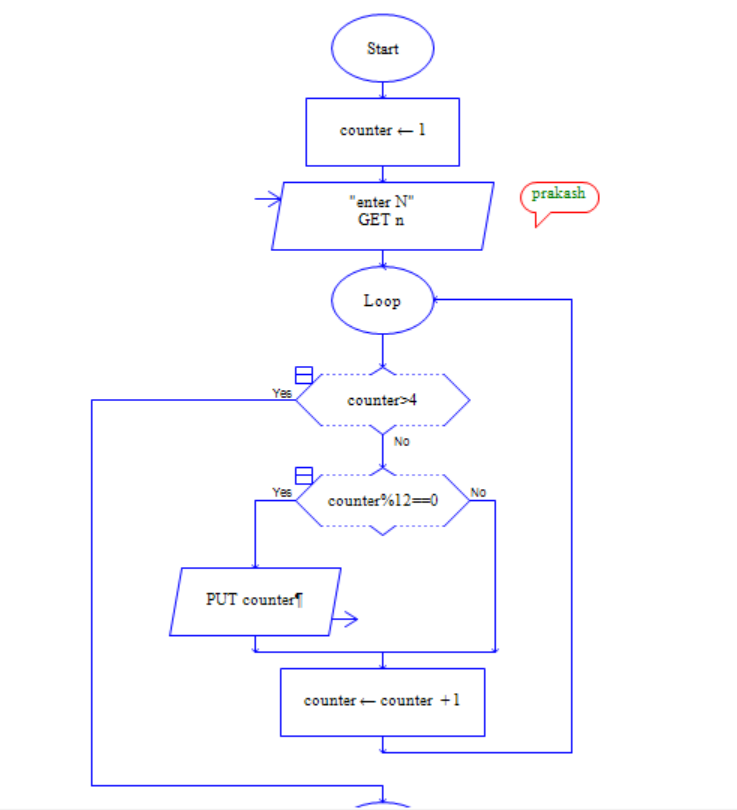 Start
counter ← 1
"enter N"
GET n
prakash
Loop
counter>4
Yes
No
counter%12==0
Yes
No
PUT counter¶
counter ← counter +1